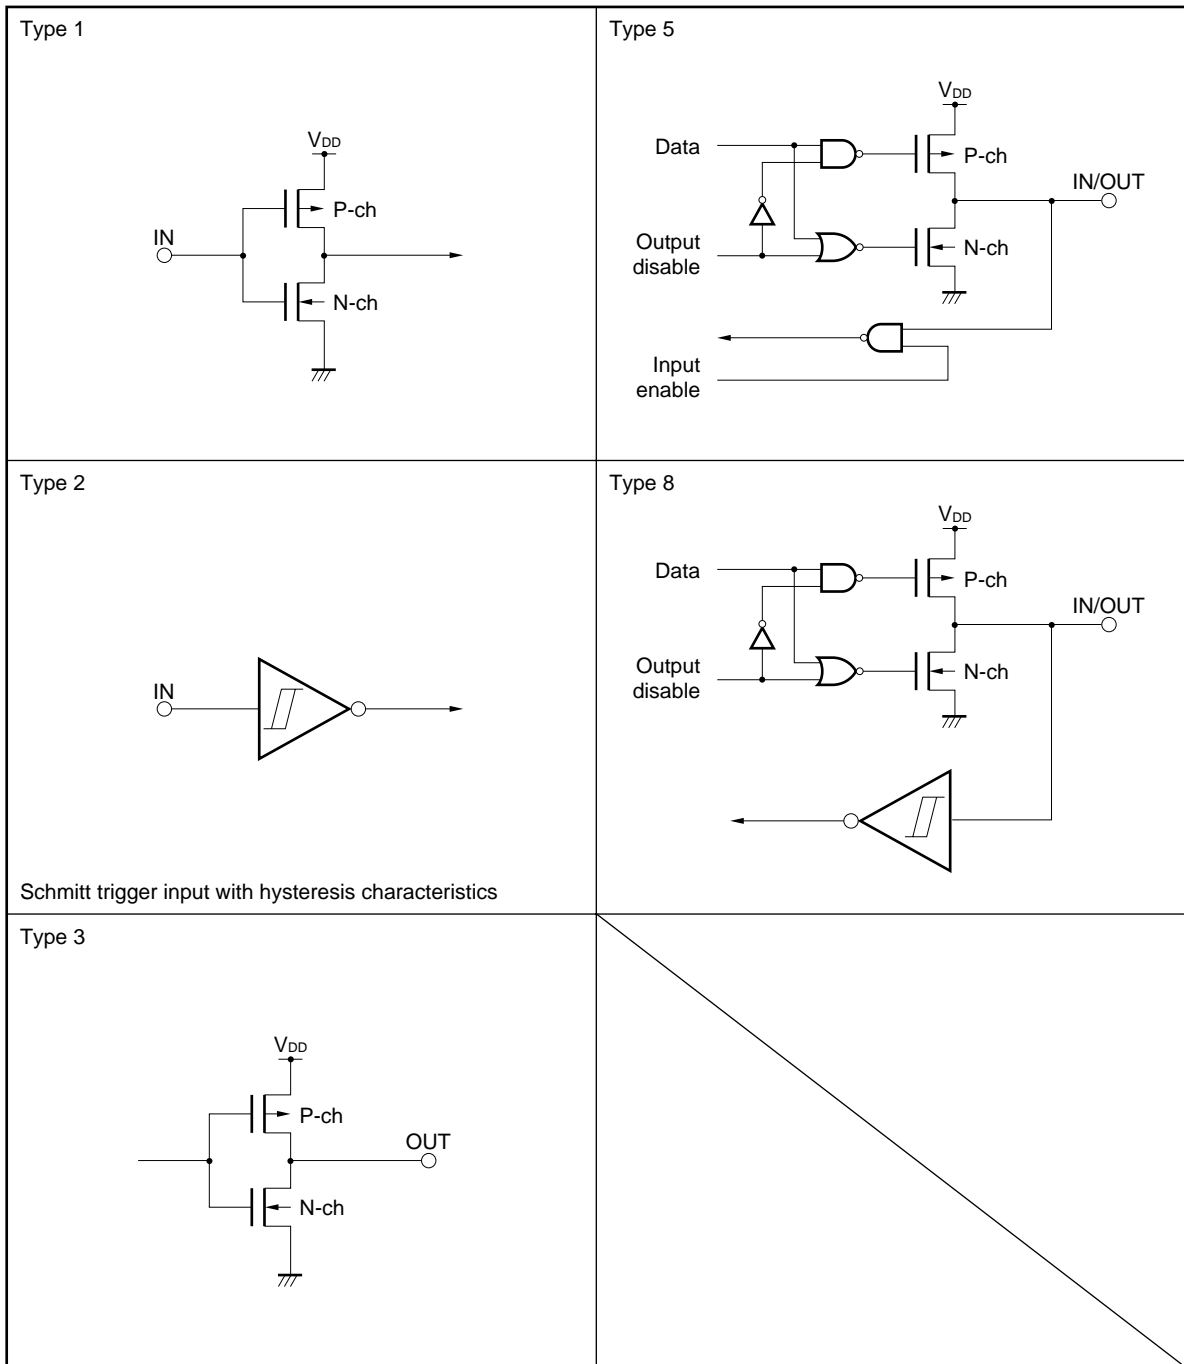 Type 1
VDD
P-ch
IN
N-ch
Type 5
VDD
Data
P-ch
IN/OUT
Output
disable
N-ch
Input
enable
Type 2
IN
Schmitt trigger input with hysteresis characteristics
Type 8
VDD
Data
P-ch
IN/OUT
Output
disable
N-ch
Type 3
VDD
P-ch
OUT
N-ch